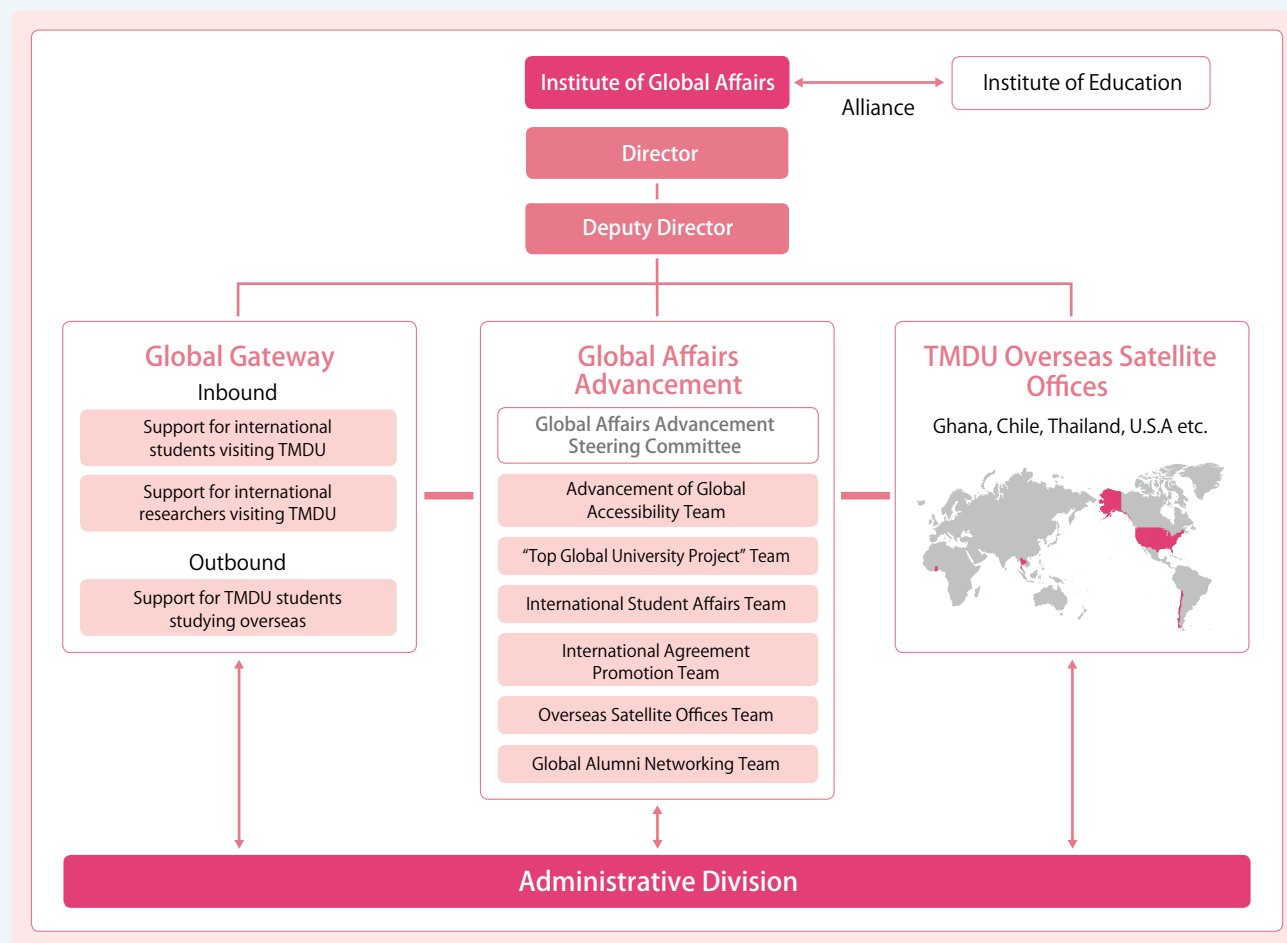 Institute of Global Affairs
Alliance
Institute of Education
Director
Deputy Director
Global Gateway
Inbound
Support for international
students visiting TMDU
Support for international
researchers visiting TMDU
Outbound
Support for TMDU students
studying overseas
Global Affairs
Advancement
Global Affairs Advancement
Steering Committee
Advancement of Global
Accessibility Team
“Top Global University Project” Team
International Student Affairs Team
International Agreement
Promotion Team
Overseas Satellite Offices Team
Global Alumni Networking Team
TMDU Overseas Satellite
Offices
Ghana, Chile, Thailand, U.S.A etc.
Administrative Division